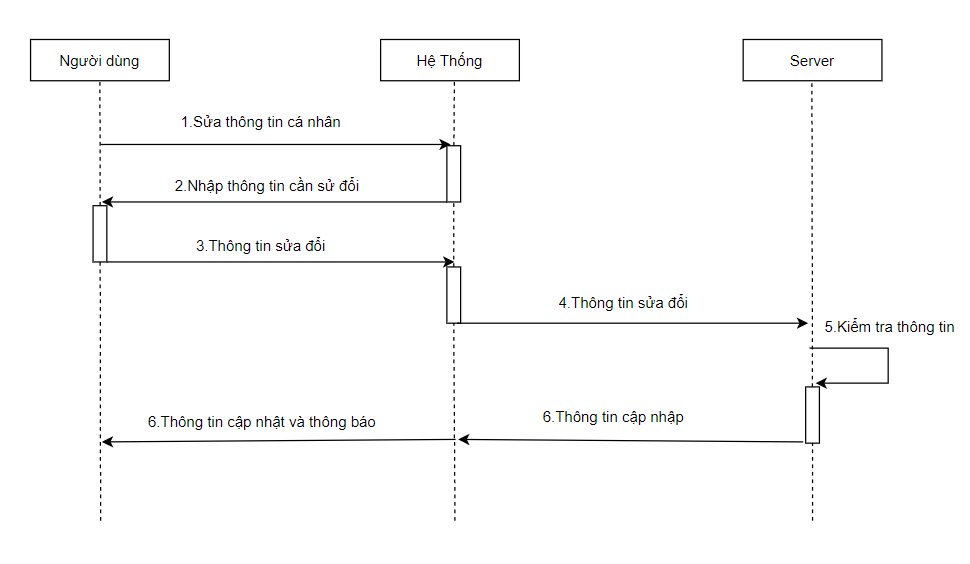 Người dùng
Hệ Thống
Server
1.Sửa thông tin cá nhân
2.Nhập thông tin cần sử đổi
3.Thông tin sửa đổi
4.Thông tin sửa đổi
5.Kiểm tra thông tin
6.Thông tin cập nhật và thông báo
6.Thông tin cập nhập